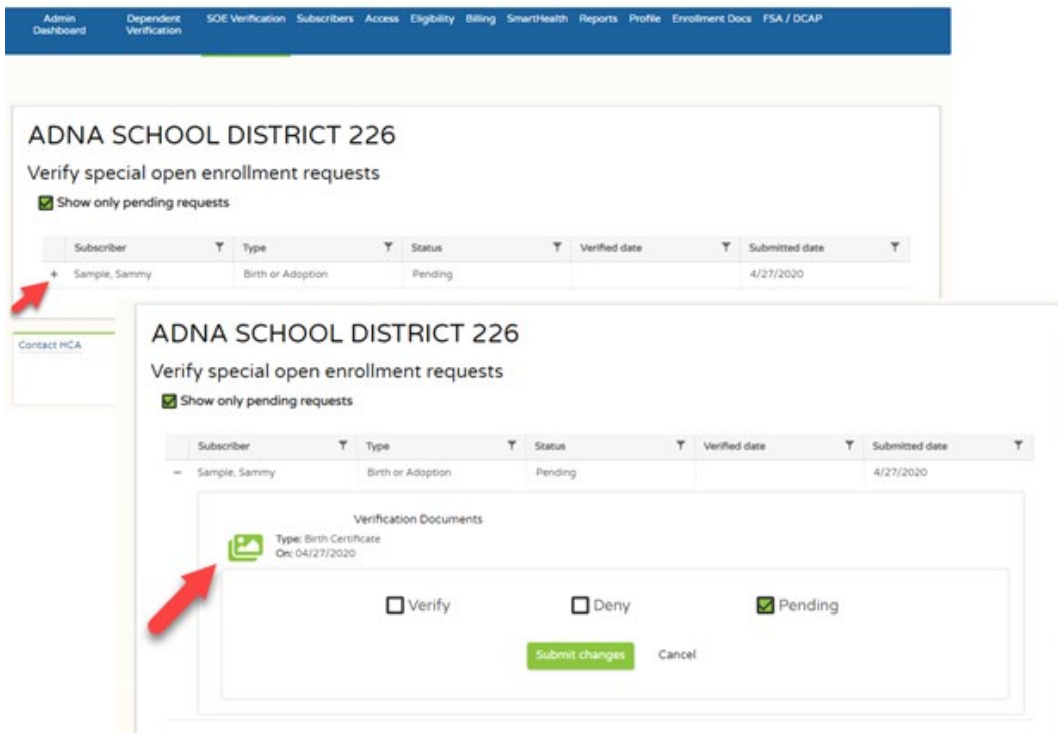 Admin Dashboard Dependent Verification SOE Verification Subscribers Access Eligibility Billing SmartHealth Reports Profile Enrollment Docs FSA / DCAP
ADNA SCHOOL DISTRICT 226
Verify special open enrollment requests
Show only pending requests
Subscriber Type Status Verified date Submitted date
+ Sample, Sammy Birth or Adoption Pending 4/27/2020
Contact HCA
ADNA SCHOOL DISTRICT 226
Verify special open enrollment requests
Show only pending requests
Subscriber Type Status Verified date Submitted date
− Sample, Sammy Birth or Adoption Pending 4/27/2020
Verification Documents
Type: Birth Certificate
On: 04/27/2020
Verify Deny Pending
Submit changes Cancel